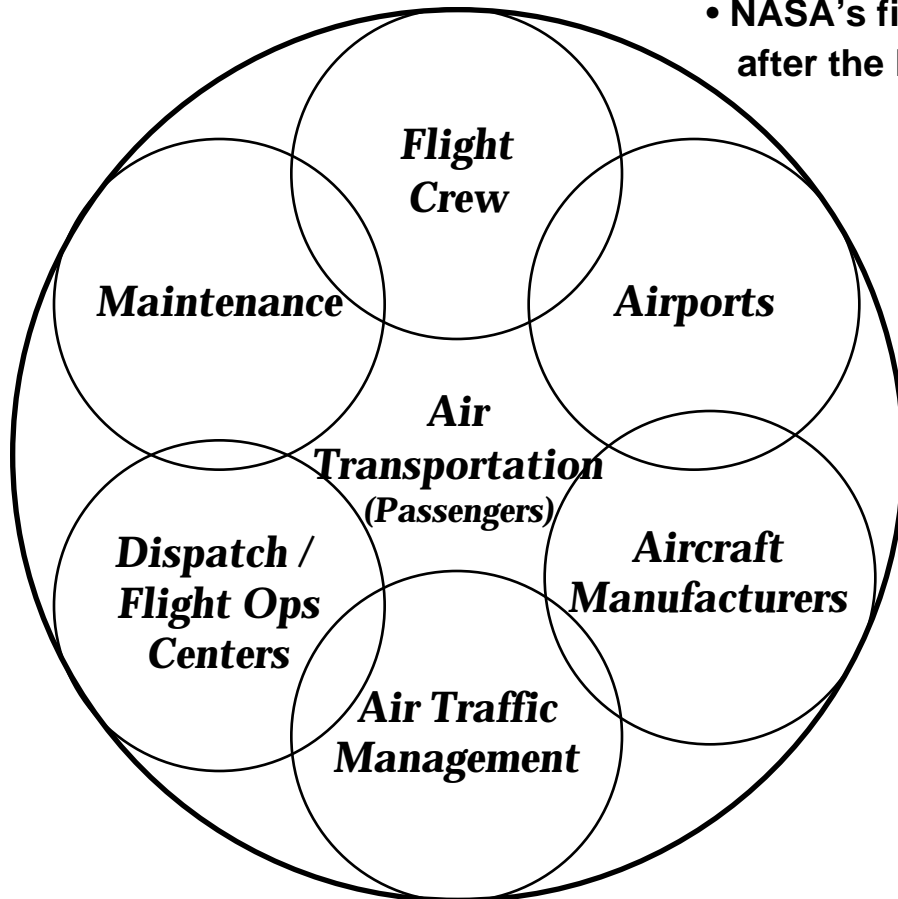 • NASA's
after the
Flight
Crew
Maintenance
Airports
Air
Transportation
(Passengers)
Dispatch /
Flight Ops
Centers
Aircraft
Manufacturers
Air Traffic
Management